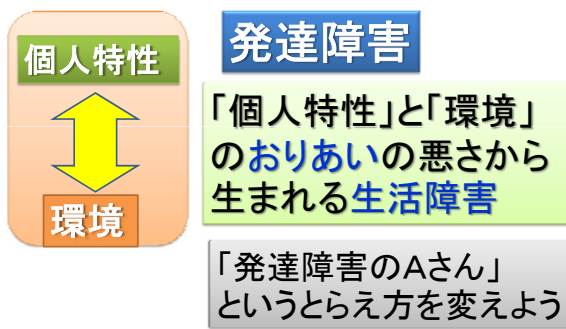 個人特性
環境
発達障害
「個人特性」と「環境」
のおりあいの悪さから
生まれる生活障害
「発達障害のAさん」
というとらえ方を変えよう